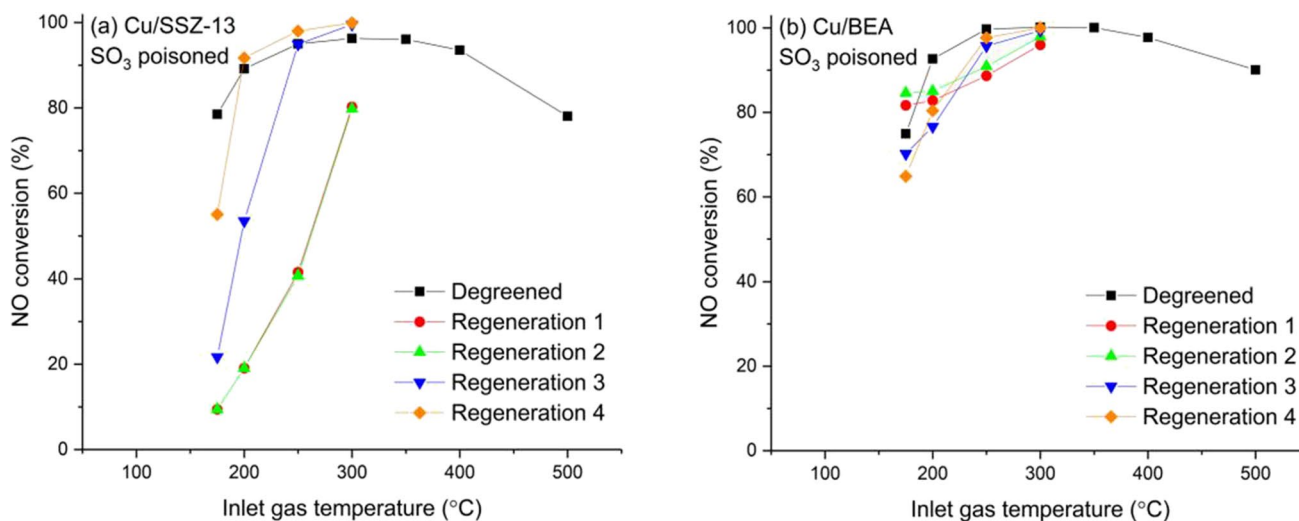 (a) Cu/SSZ-13
SO₃ poisoned
NO conversion (%)
100
80
60
40
20
0
Degreened
Regeneration 1
Regeneration 2
Regeneration 3
Regeneration 4
100 200 300 400 500
Inlet gas temperature (°C)
(b) Cu/BEA
SO₃ poisoned
NO conversion (%)
100
80
60
40
20
0
Degreened
Regeneration 1
Regeneration 2
Regeneration 3
Regeneration 4
100 200 300 400 500
Inlet gas temperature (°C)